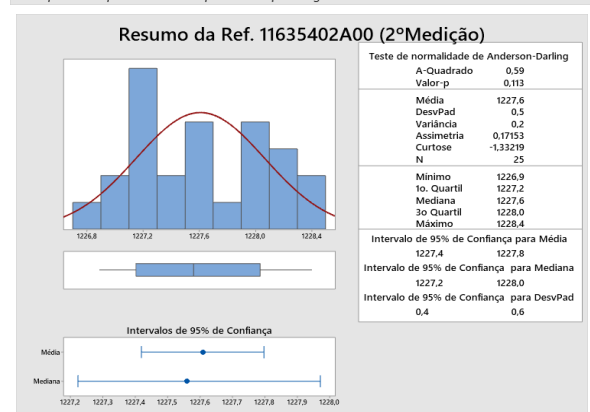 Resumo da Ref. 11635402A00 (2ºMedição)
1226,8 1227,2 1227,6 1228,0 1228,4
Teste de normalidade de Anderson-Darling
A-Quadrado 0,59
Valor-p 0,113
Média 1227,6
DesvPad 0,5
Variância 0,2
Assimetria 0,17153
Curtose -1,33219
N 25
Mínimo 1226,9
1o. Quartil 1227,2
Mediana 1227,6
3o Quartil 1228,0
Máximo 1228,4
Intervalo de 95% de Confiança para Média
1227,4 1227,8
Intervalo de 95% de Confiança para Mediana
1227,2 1228,0
Intervalo de 95% de Confiança para DesvPad
0,4 0,6
Intervalos de 95% de Confiança
Média
Mediana
1227,2 1227,3 1227,4 1227,5 1227,6 1227,7 1227,8 1227,9 1228,0